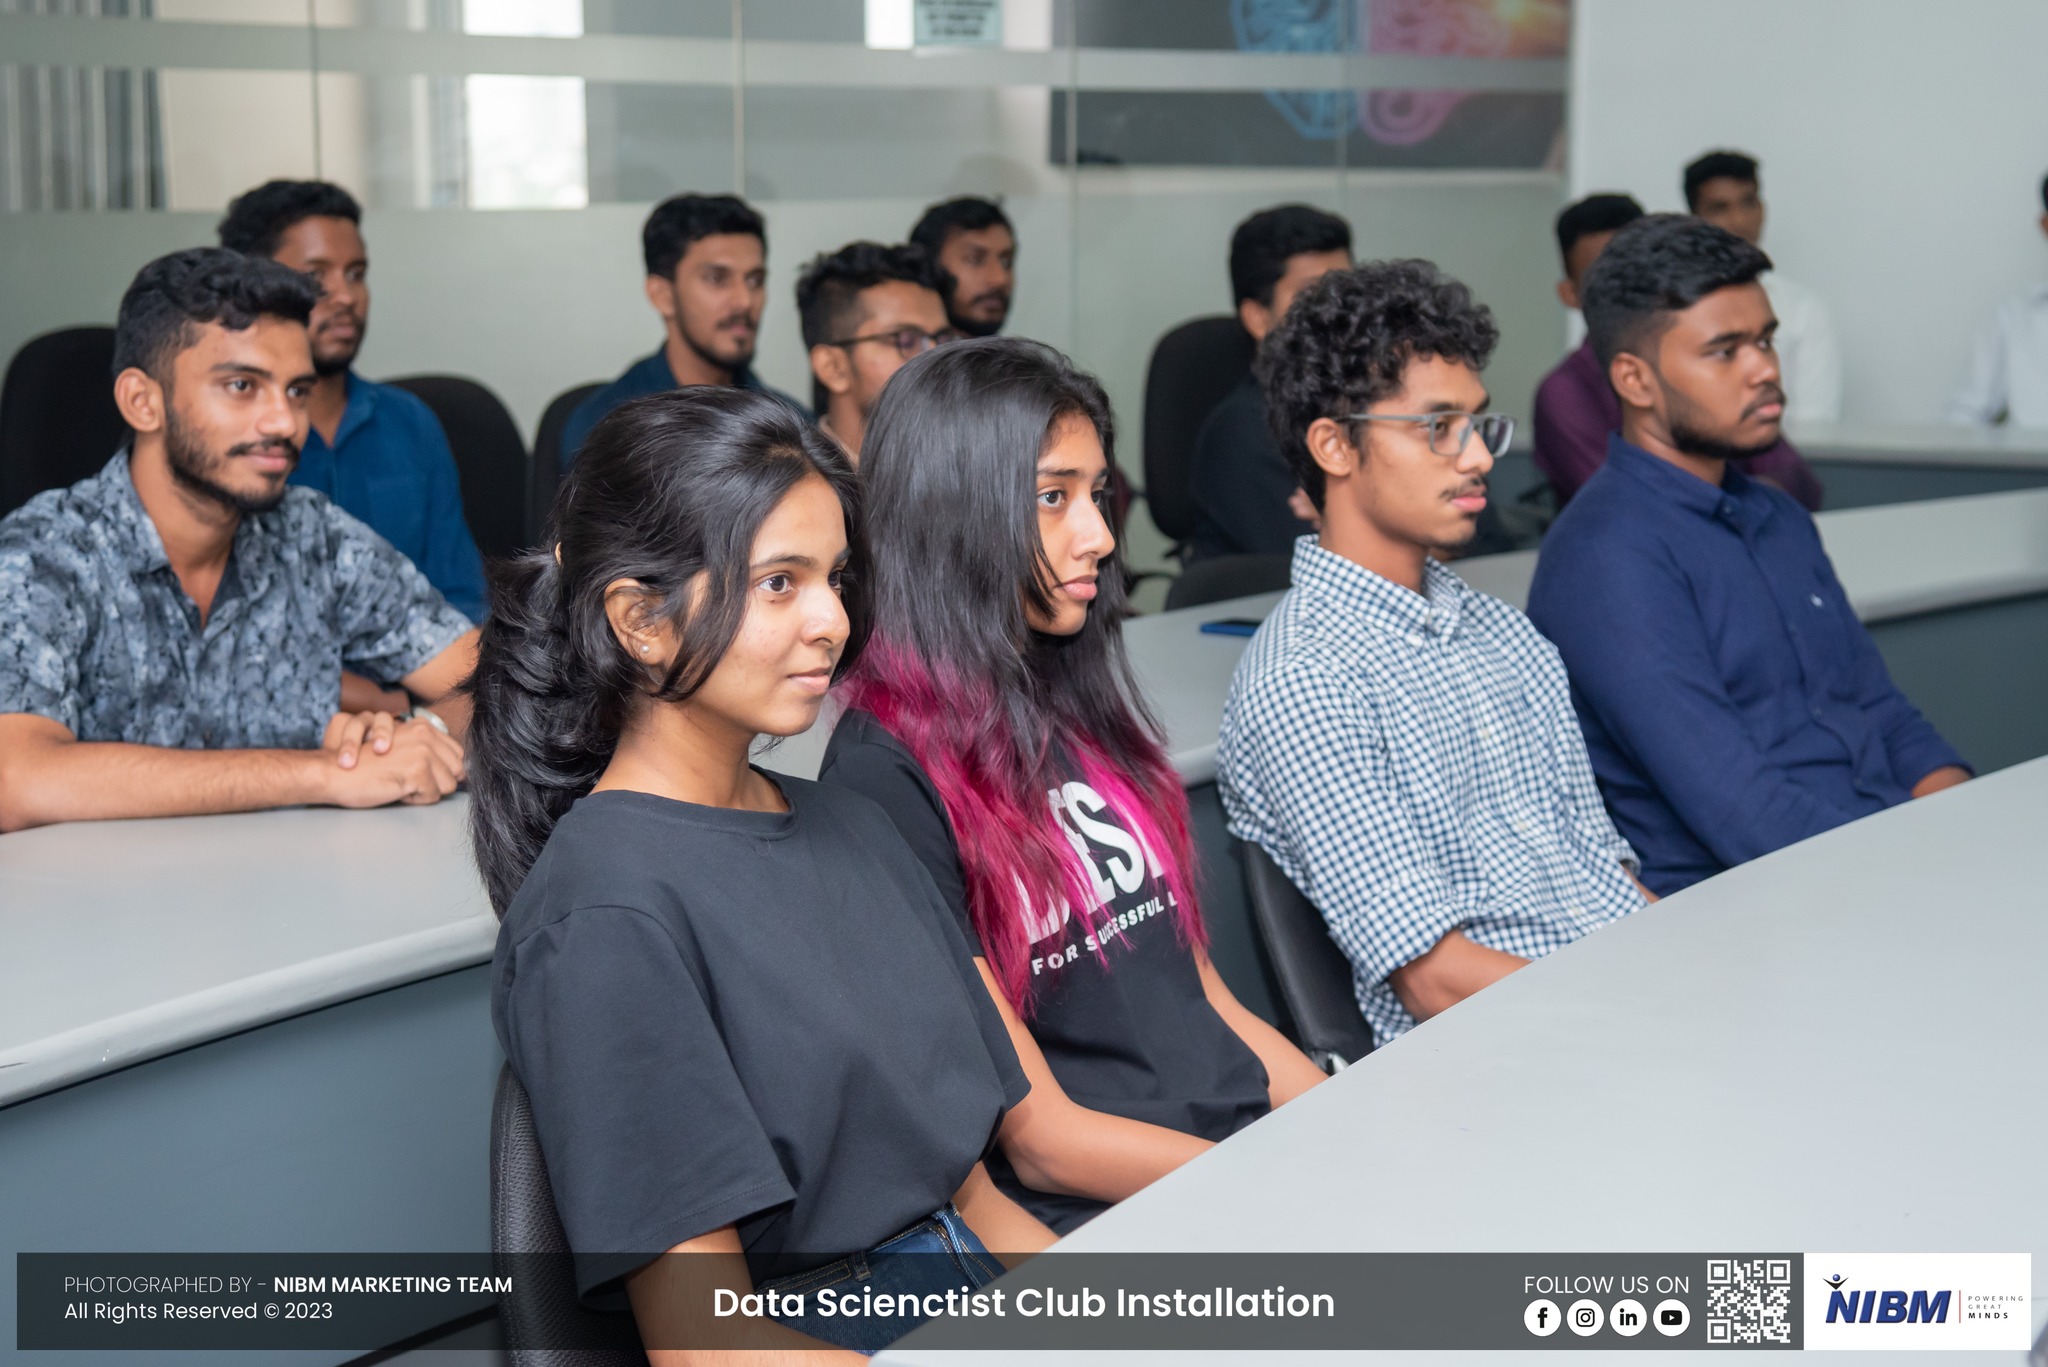 FOR SUCCESSFUL L
PHOTOGRAPHED BY - NIBM MARKETING TEAM
All Rights Reserved © 2023
Data Scienctist Club Installation
FOLLOW US ON
NIBM
POWERING
GREAT
MINDS